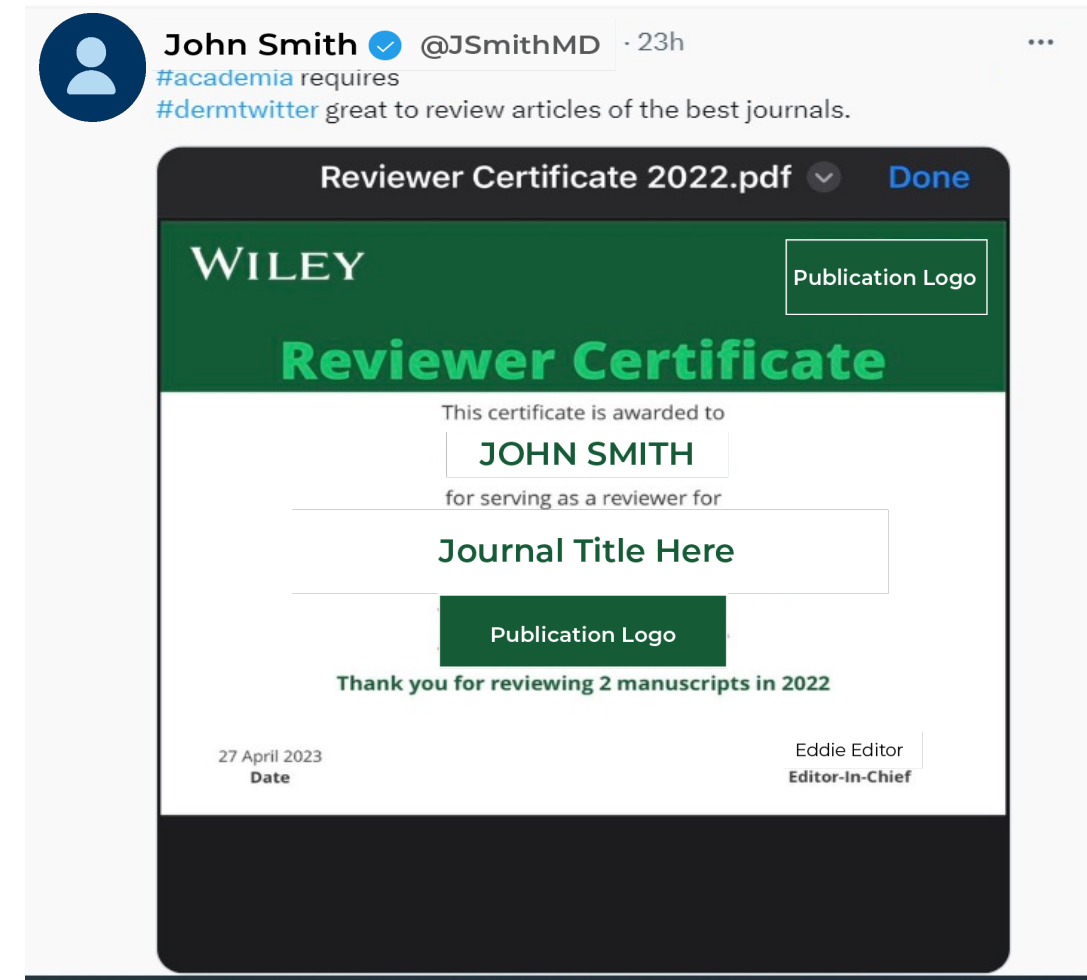 John Smith @JSmithMD · 23h
#academia requires
#dermtwitter great to review articles of the best journals.
Reviewer Certificate 2022.pdf Done
WILEY
Publication Logo
Reviewer Certificate
This certificate is awarded to
JOHN SMITH
for serving as a reviewer for
Journal Title Here
Publication Logo
Thank you for reviewing 2 manuscripts in 2022
27 April 2023
Date
Eddie Editor
Editor-In-Chief